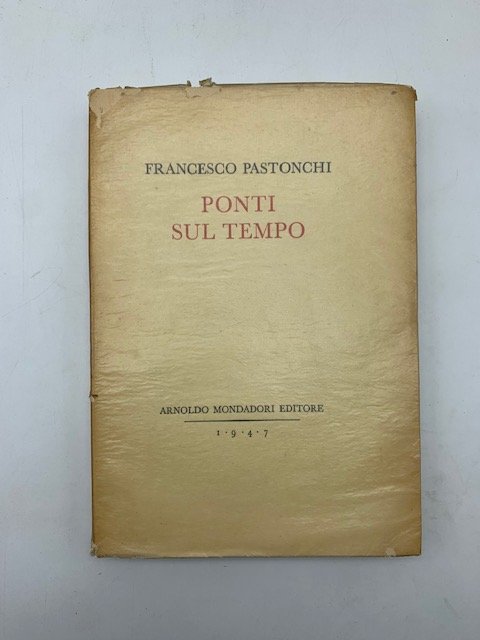 FRANCESCO PASTONCHI
PONTI
SUL TEMPO
ARNOLDO MONDADORI EDITORE
1·9·4·7